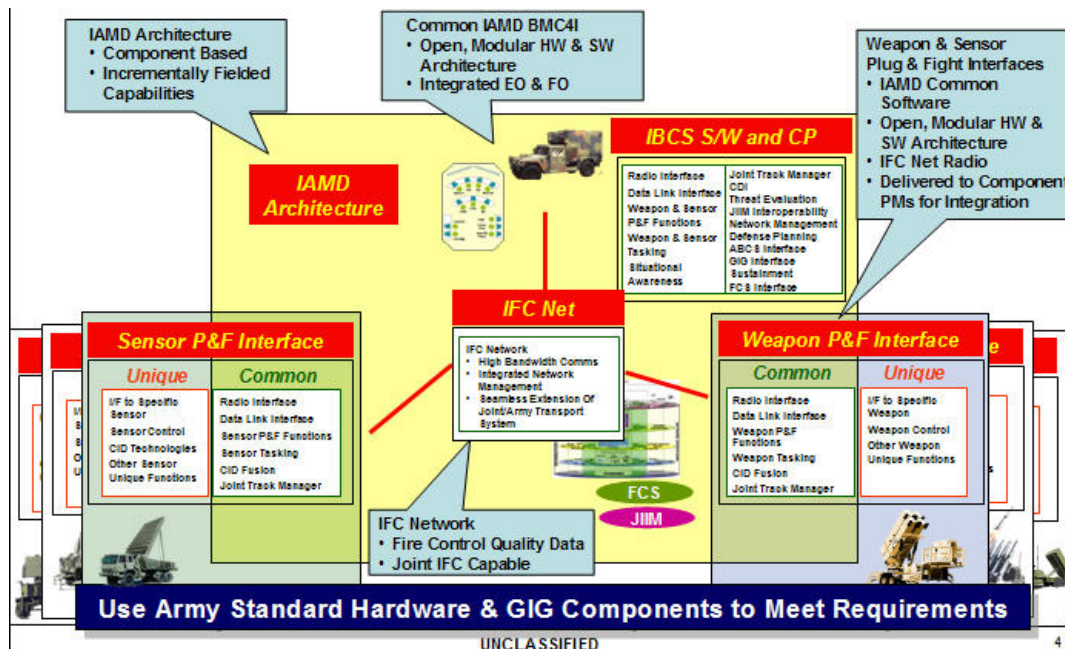 IAMD Architecture
• Component Based
• Incrementally Fielded
Capabilities
Common IAMD BMC4I
• Open, Modular HW & SW
Architecture
• Integrated EO & FO
Weapon & Sensor
Plug & Fight Interfaces
• IAMD Common
Software
• Open, Modular HW &
SW Architecture
• IFC Net Radio
• Delivered to Component
PMs for Integration
IAMD
Architecture
IBCS S/W and CP
Radio Interface
Data Link Interface
Weapon & Sensor
P&F Functions
Weapon & Sensor
Tasking
Situational
Awareness
Joint Track Manager
CDI
Threat Evaluation
JIIM Interoperability
Network Management
Defense Planning
ABCS Interface
GIG Interface
Sustainment
FCS Interface
IFC Net
IFC Network
• High Bandwidth Comms
• Integrated Network
Management
• Seamless Extension Of
Joint/Army Transport
System
Sensor P&F Interface
Unique
I/F to Specific
Sensor
Sensor Control
CID Technologies
Other Sensor
Unique Functions
Common
Radio Interface
Data Link Interface
Sensor P&F Functions
Sensor Tasking
CID Fusion
Joint Track Manager
Weapon P&F Interface
Common
Radio Interface
Data Link Interface
Weapon P&F
Functions
Weapon Tasking
CID Fusion
Joint Track Manager
Unique
I/F to Specific
Weapon
Weapon Control
Other Weapon
Unique Functions
FCS
JIIM
IFC Network
• Fire Control Quality Data
• Joint IFC Capable
Use Army Standard Hardware & GIG Components to Meet Requirements
UNCLASSIFIED
4